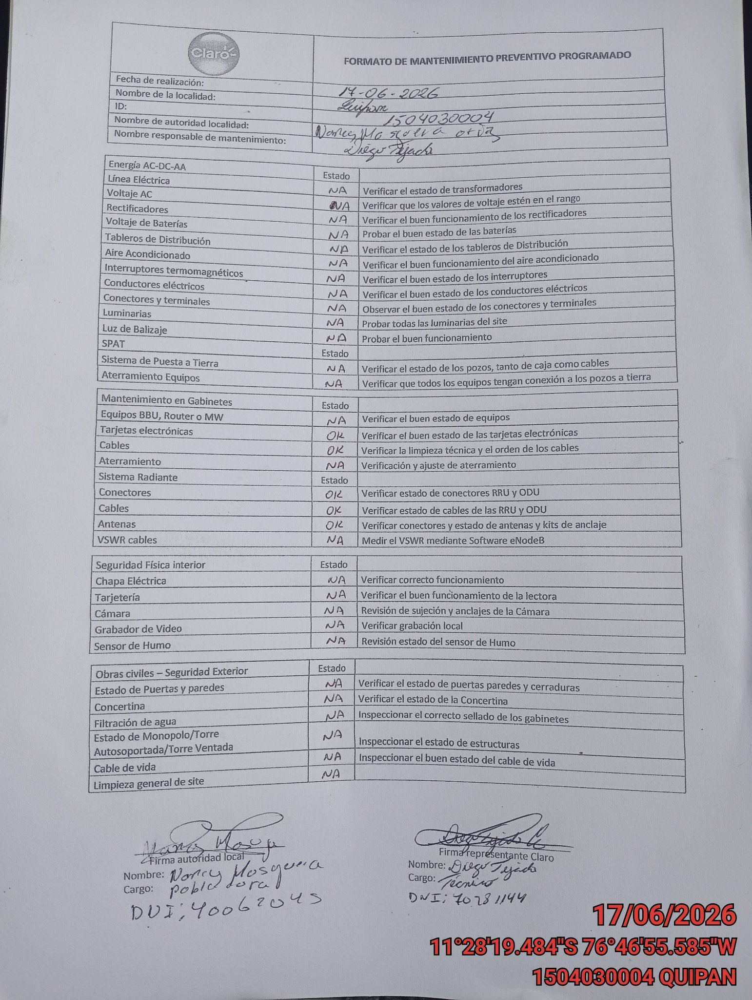 Claro
FORMATO DE MANTENIMIENTO PREVENTIVO PROGRAMADO
Fecha de realización: 17-06-2026
Nombre de la localidad: Quipan
ID: 1504030004
Nombre de autoridad localidad: Nancy Mosquera ortiz
Nombre responsable de mantenimiento: Diego Tejada
Energía AC-DC-AA Estado
Línea Eléctrica NA Verificar el estado de transformadores
Voltaje AC NA Verificar que los valores de voltaje estén en el rango
Rectificadores NA Verificar el buen funcionamiento de los rectificadores
Voltaje de Baterías NA Probar el buen estado de las baterías
Tableros de Distribución NA Verificar el estado de los tableros de Distribución
Aire Acondicionado NA Verificar el buen funcionamiento del aire acondicionado
Interruptores termomagnéticos NA Verificar el buen estado de los interruptores
Conductores eléctricos NA Verificar el buen estado de los conductores eléctricos
Conectores y terminales NA Observar el buen estado de los conectores y terminales
Luminarias NA Probar todas las luminarias del site
Luz de Balizaje NA Probar el buen funcionamiento
SPAT Estado
Sistema de Puesta a Tierra NA Verificar el estado de los pozos, tanto de caja como cables
Aterramiento Equipos NA Verificar que todos los equipos tengan conexión a los pozos a tierra
Mantenimiento en Gabinetes Estado
Equipos BBU, Router o MW NA Verificar el buen estado de equipos
Tarjetas electrónicas OK Verificar el buen estado de las tarjetas electrónicas
Cables OK Verificar la limpieza técnica y el orden de los cables
Aterramiento NA Verificación y ajuste de aterramiento
Sistema Radiante Estado
Conectores OK Verificar estado de conectores RRU y ODU
Cables OK Verificar estado de cables de las RRU y ODU
Antenas OK Verificar conectores y estado de antenas y kits de anclaje
VSWR cables NA Medir el VSWR mediante Software eNodeB
Seguridad Física interior Estado
Chapa Eléctrica NA Verificar correcto funcionamiento
Tarjetería NA Verificar el buen funcionamiento de la lectora
Cámara NA Revisión de sujeción y anclajes de la Cámara
Grabador de Video NA Verificar grabación local
Sensor de Humo NA Revisión estado del sensor de Humo
Obras civiles – Seguridad Exterior Estado
Estado de Puertas y paredes NA Verificar el estado de puertas paredes y cerraduras
Concertina NA Verificar el estado de la Concertina
Filtración de agua NA Inspeccionar el correcto sellado de los gabinetes
Estado de Monopolo/Torre
Autosoportada/Torre Ventada NA Inspeccionar el estado de estructuras
Cable de vida NA Inspeccionar el buen estado del cable de vida
Limpieza general de site NA
Firma autoridad local
Nombre: Nancy Mosquera
Cargo: pobladora
DNI: 40062045
Firma representante Claro
Nombre: Diego Tejada
Cargo: Técnico
DNI: 70281144
17/06/2026
11°28'19.484"S 76°46'55.585"W
1504030004 QUIPAN